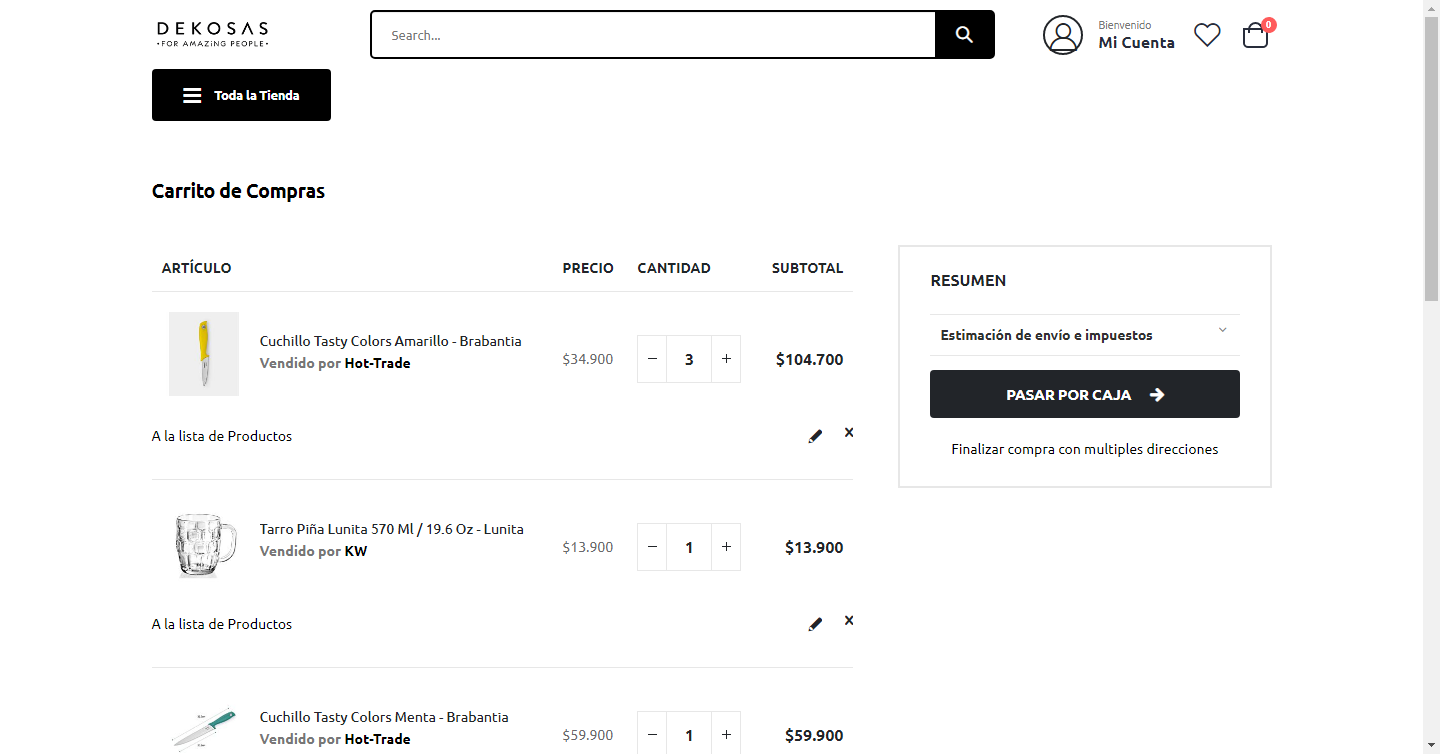 DEKOSAS
•FOR AMAZiNG PEOPLE•
Search...
Bienvenido
Mi Cuenta
0
Toda la Tienda
Carrito de Compras
ARTÍCULO PRECIO CANTIDAD SUBTOTAL
Cuchillo Tasty Colors Amarillo - Brabantia
Vendido por Hot-Trade
$34.900 − 3 + $104.700
A la lista de Productos
Tarro Piña Lunita 570 Ml / 19.6 Oz - Lunita
Vendido por KW
$13.900 − 1 + $13.900
A la lista de Productos
Cuchillo Tasty Colors Menta - Brabantia
Vendido por Hot-Trade
$59.900 − 1 + $59.900
RESUMEN
Estimación de envío e impuestos
PASAR POR CAJA
Finalizar compra con multiples direcciones